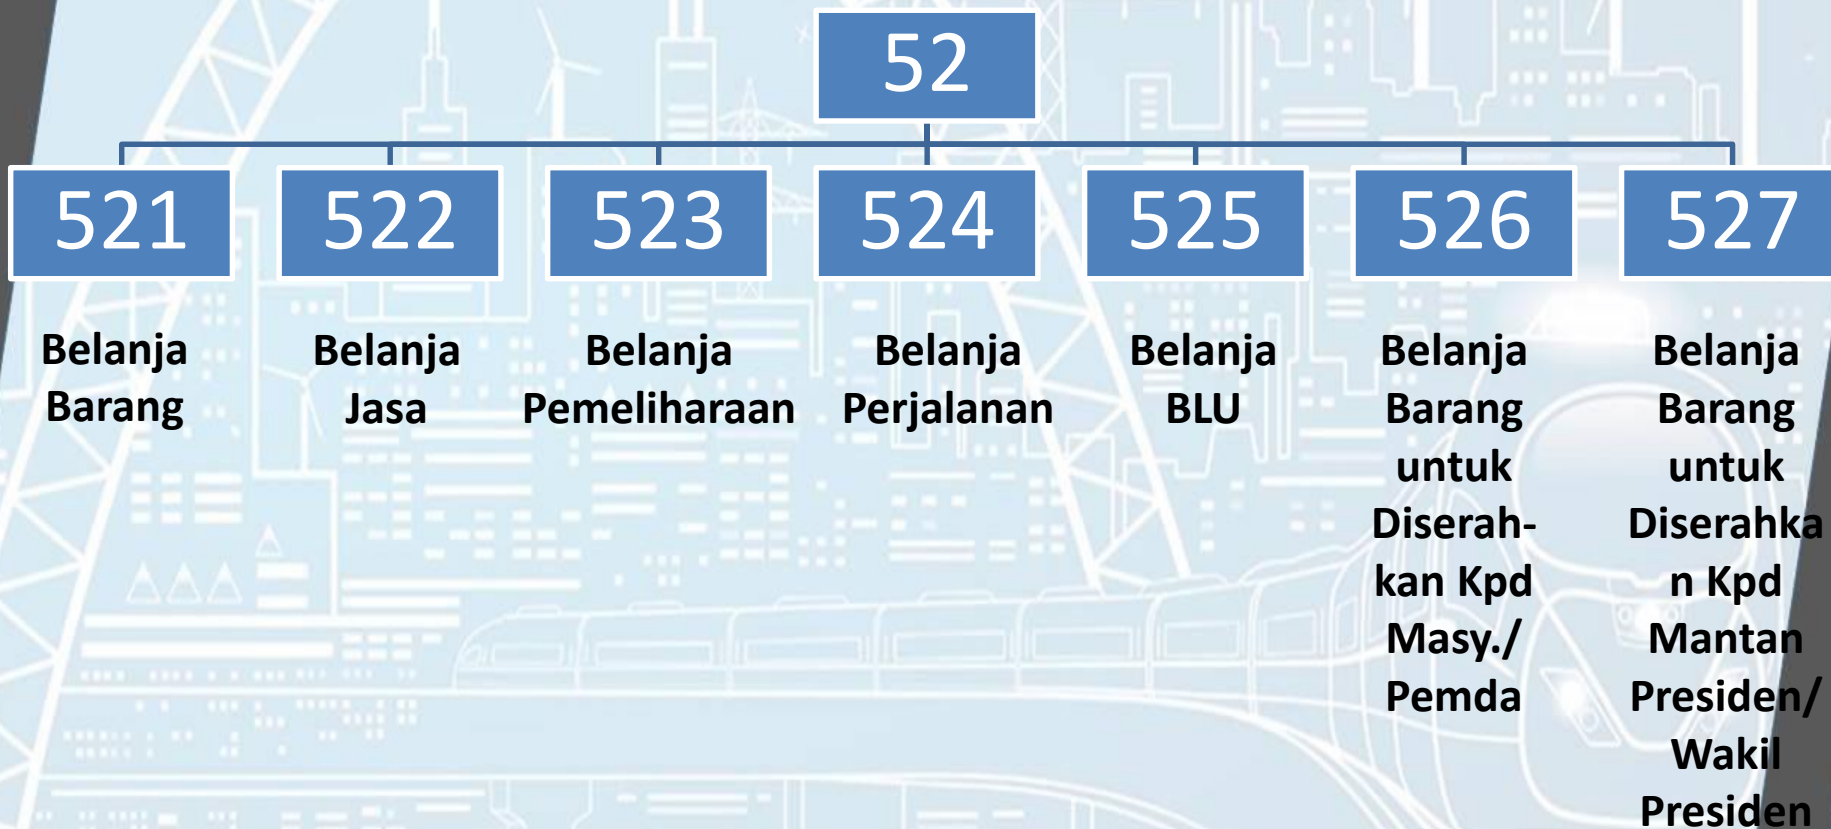 52
521
522
523
524
525
526
527
Belanja
Barang
Belanja
Jasa
Belanja
Pemeliharaan
Belanja
Perjalanan
Belanja
BLU
Belanja
Barang
untuk
Diserah-
kan Kpd
Masy./
Pemda
Belanja
Barang
untuk
Diserahka
n Kpd
Mantan
Presiden/
Wakil
Presiden